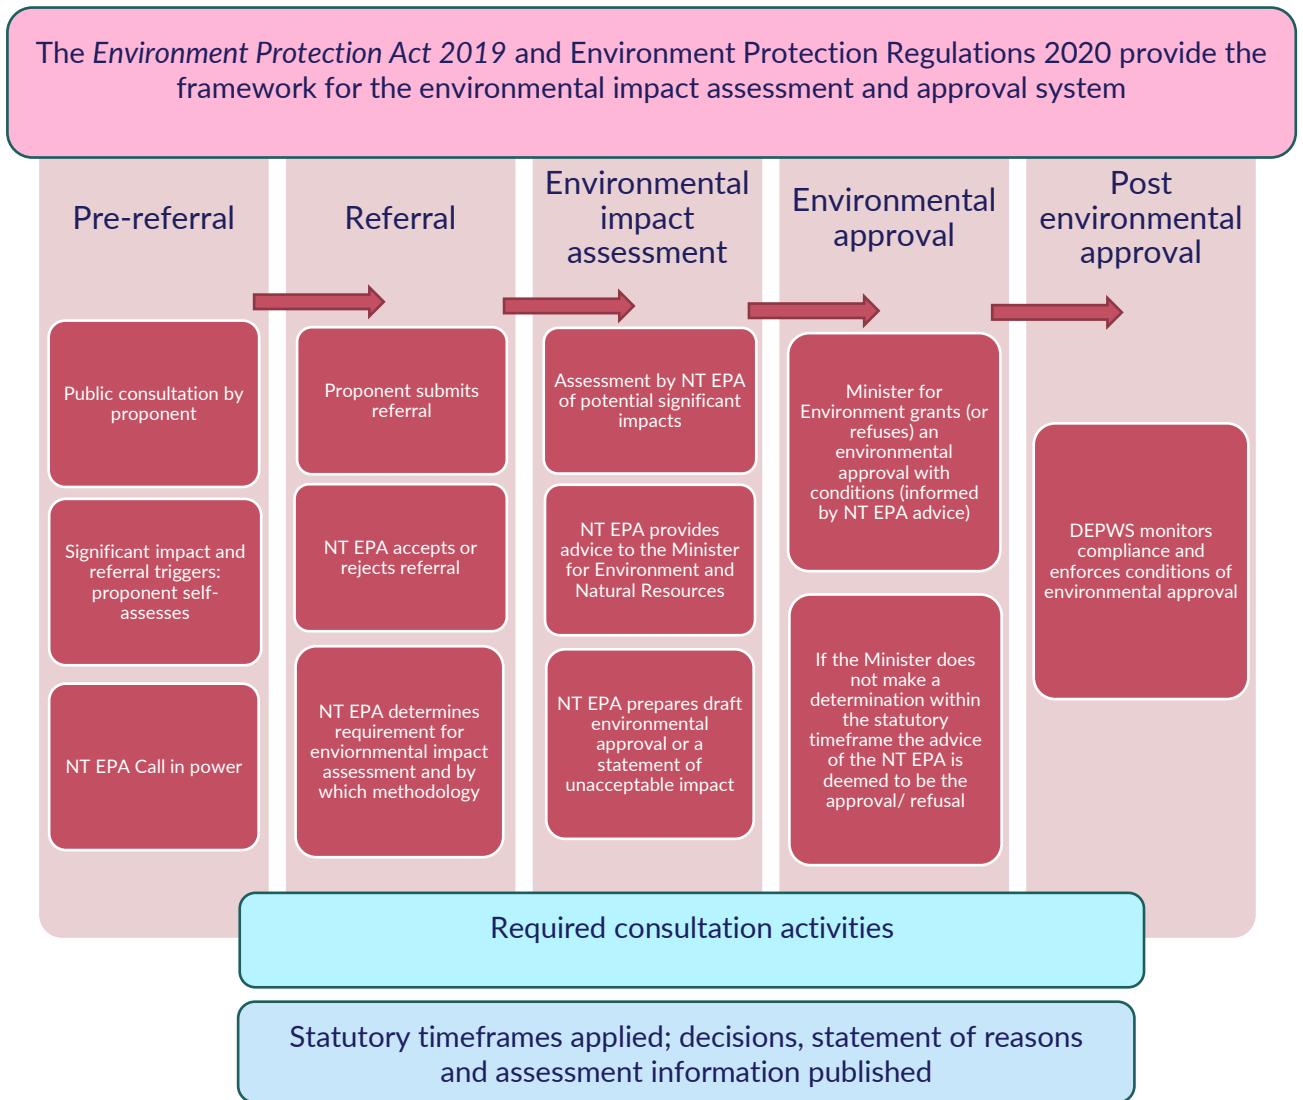 The Environment Protection Act 2019 and Environment Protection Regulations 2020 provide the
framework for the environmental impact assessment and approval system
Pre-referral
Public consultation by
proponent
Significant impact and
referral triggers:
proponent self-
assesses
NT EPA Call in power
Referral
Proponent submits
referral
NT EPA accepts or
rejects referral
NT EPA determines
requirement for
enviornmental impact
assessment and by
which methodology
Environmental
impact
assessment
Assessment by NT EPA
of potential significant
impacts
NT EPA provides
advice to the Minister
for Environment and
Natural Resources
NT EPA prepares draft
environmental
approval or a
statement of
unacceptable impact
Environmental
approval
Minister for
Environment grants (or
refuses) an
environmental
approval with
conditions (informed
by NT EPA advice)
If the Minister does
not make a
determination within
the statutory
timeframe the advice
of the NT EPA is
deemed to be the
approval/ refusal
Post
environmental
approval
DEPWS monitors
compliance and
enforces conditions of
environmental approval
Required consultation activities
Statutory timeframes applied; decisions, statement of reasons
and assessment information published